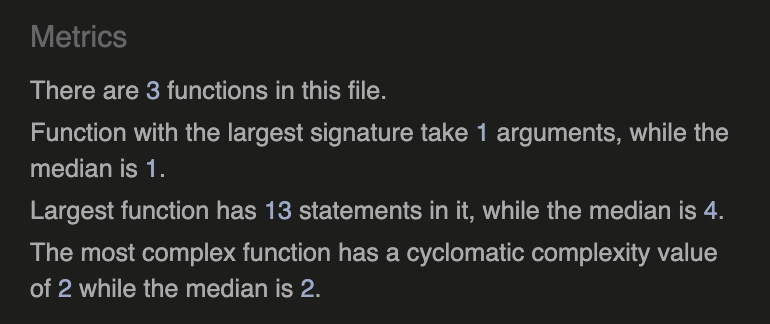 Metrics
There are 3 functions in this file.
Function with the largest signature take 1 arguments, while the
median is 1.
Largest function has 13 statements in it, while the median is 4.
The most complex function has a cyclomatic complexity value
of 2 while the median is 2.